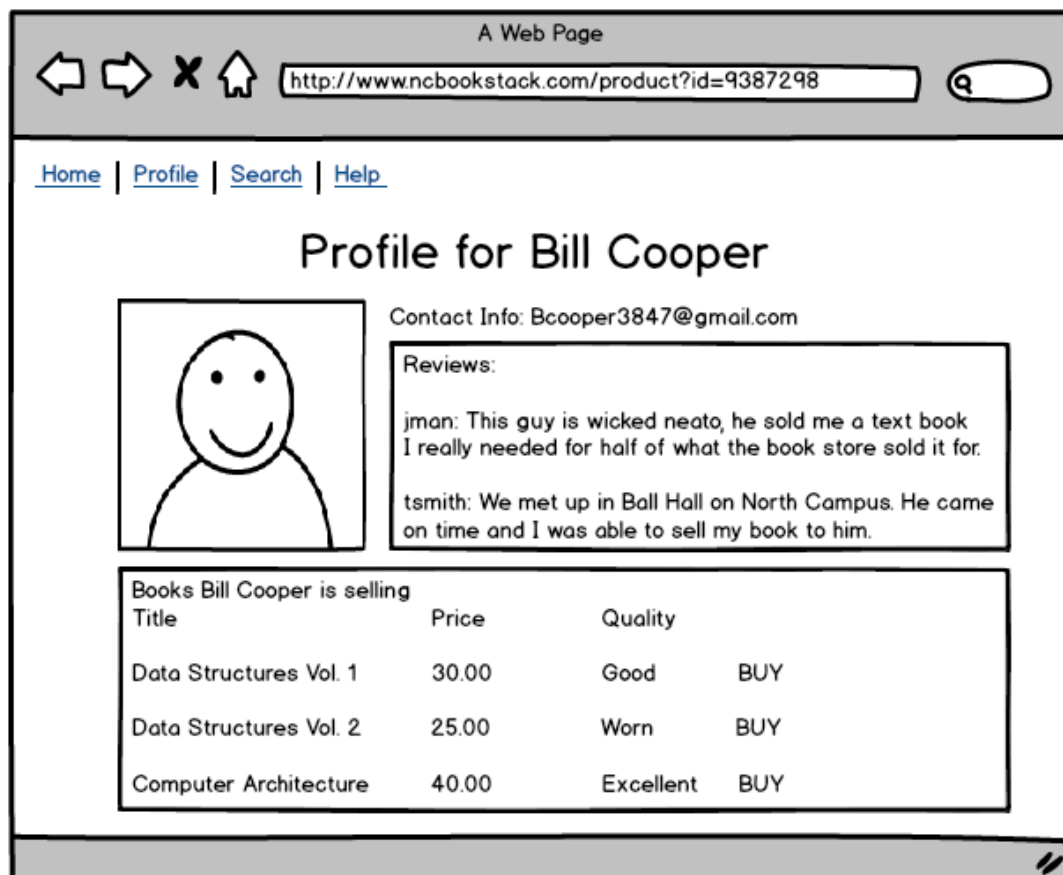 A Web Page
http://www.ncbookstack.com/product?id=9387298
Home | Profile | Search | Help
Profile for Bill Cooper
Contact Info: Bcooper3847@gmail.com
Reviews:
jman: This guy is wicked neato, he sold me a text book
I really needed for half of what the book store sold it for.
tsmith: We met up in Ball Hall on North Campus. He came
on time and I was able to sell my book to him.
Books Bill Cooper is selling
Title Price Quality
Data Structures Vol. 1 30.00 Good BUY
Data Structures Vol. 2 25.00 Worn BUY
Computer Architecture 40.00 Excellent BUY